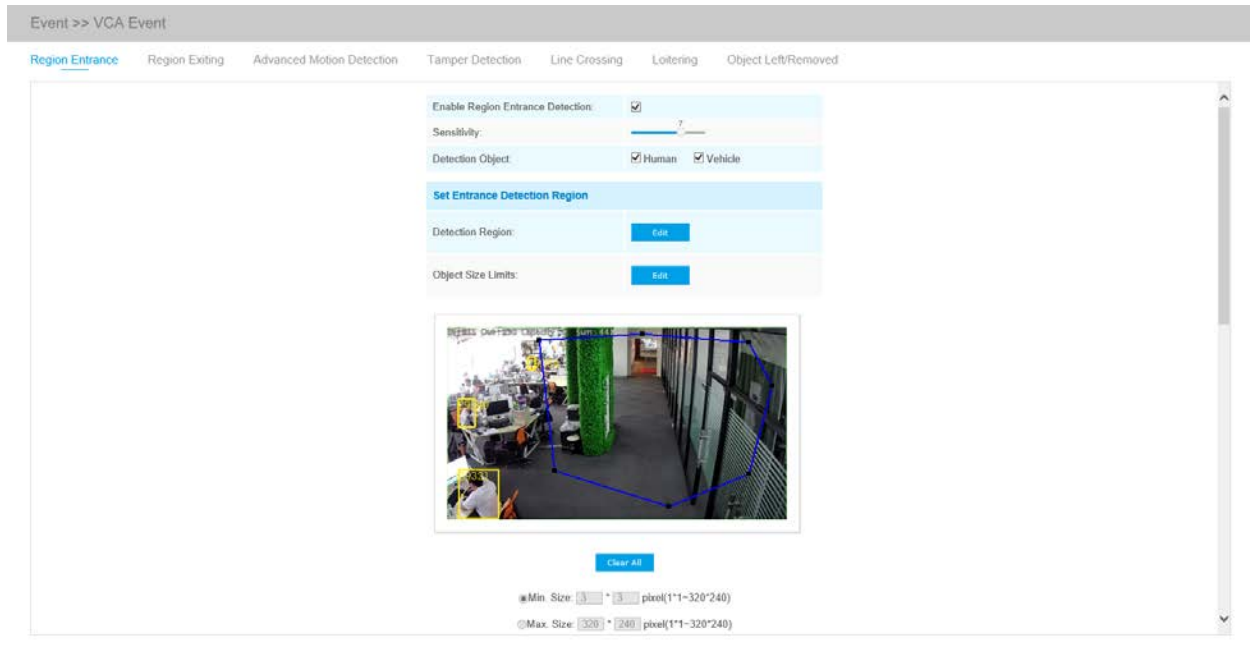 Event >> VCA Event
Region Entrance Region Exiting Advanced Motion Detection Tamper Detection Line Crossing Loitering Object Left/Removed
Enable Region Entrance Detection:
Sensitivity: 7
Detection Object: Human Vehicle
Set Entrance Detection Region
Detection Region: Edit
Object Size Limits: Edit
Clear All
Min. Size: 3 * 3 pixel(1*1~320*240)
Max. Size: 320 * 240 pixel(1*1~320*240)